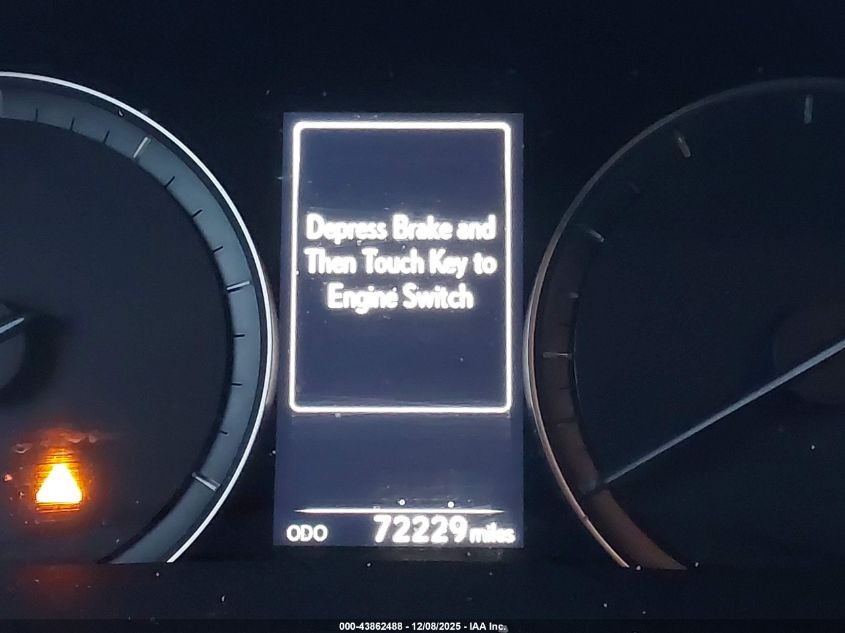 Depress Brake and
Then Touch Key to
Engine Switch
ODO 72229 miles
000-43862488 - 12/08/2025 - IAA Inc.